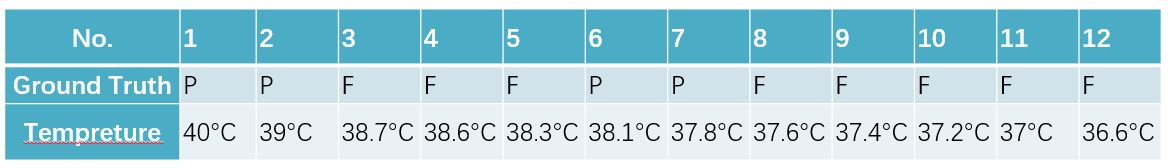 No. 1 2 3 4 5 6 7 8 9 10 11 12
Ground Truth P P F F F P P F F F F F
Tempreture 40°C 39°C 38.7°C 38.6°C 38.3°C 38.1°C 37.8°C 37.6°C 37.4°C 37.2°C 37°C 36.6°C